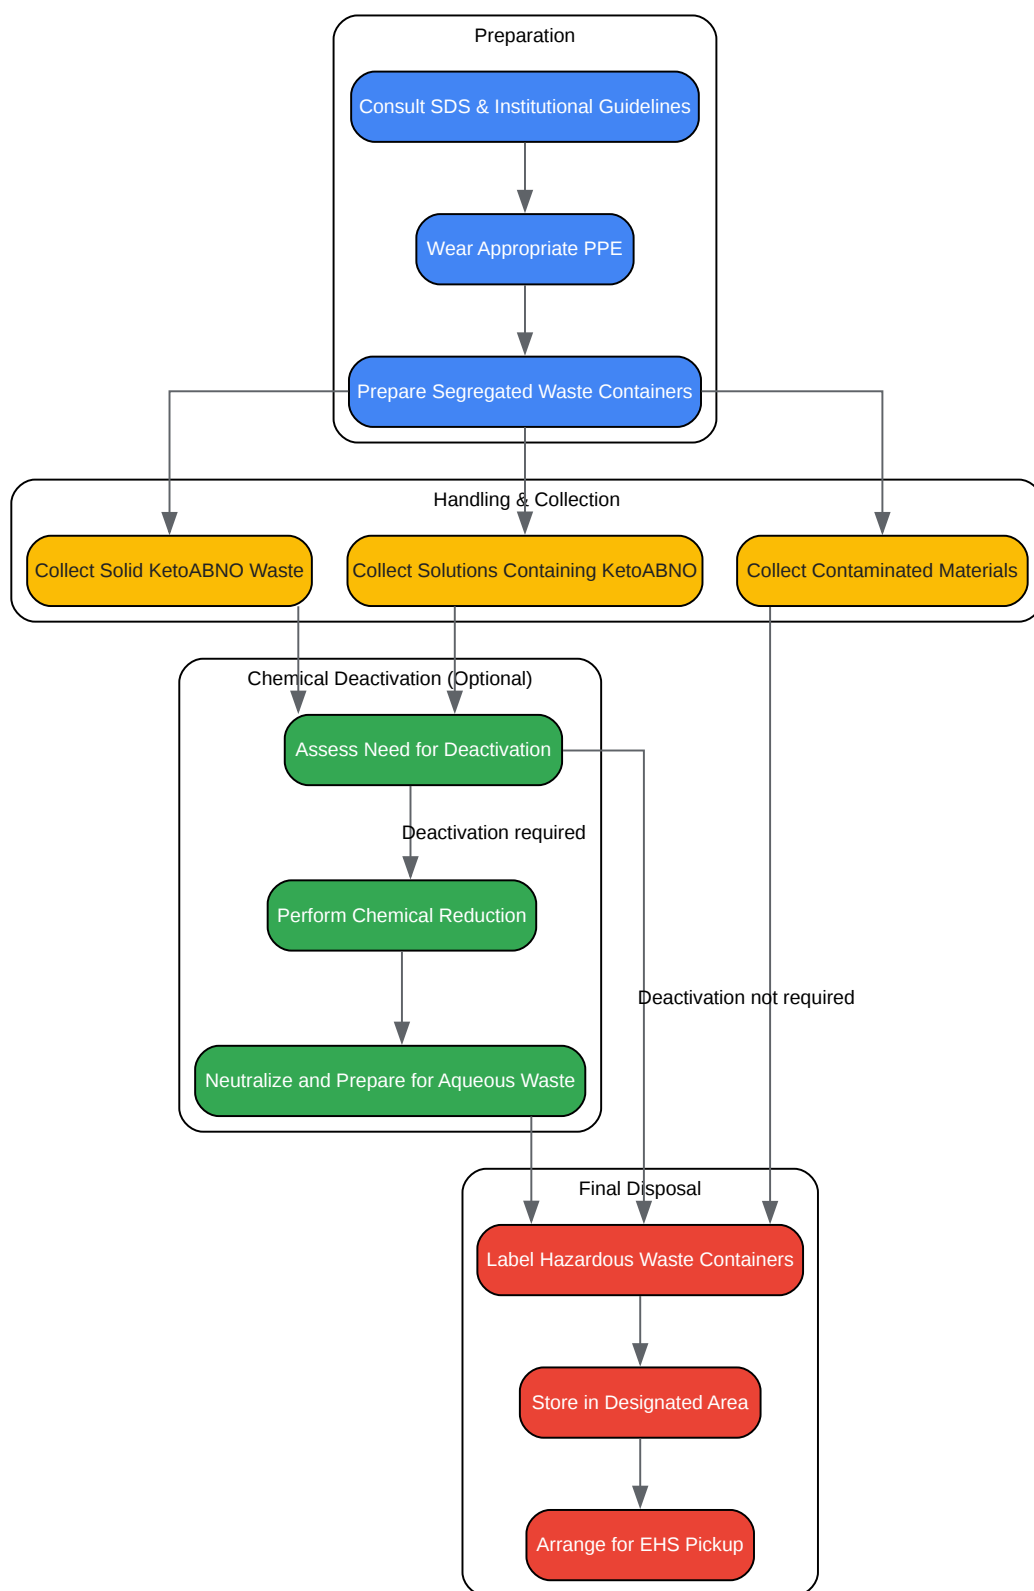 Preparation
Consult SDS & Institutional Guidelines
Wear Appropriate PPE
Prepare Segregated Waste Containers
Handling & Collection
Collect Solid KetoABNO Waste
Collect Solutions Containing KetoABNO
Collect Contaminated Materials
Chemical Deactivation (Optional)
Assess Need for Deactivation
Deactivation required
Perform Chemical Reduction
Deactivation not required
Neutralize and Prepare for Aqueous Waste
Final Disposal
Label Hazardous Waste Containers
Store in Designated Area
Arrange for EHS Pickup